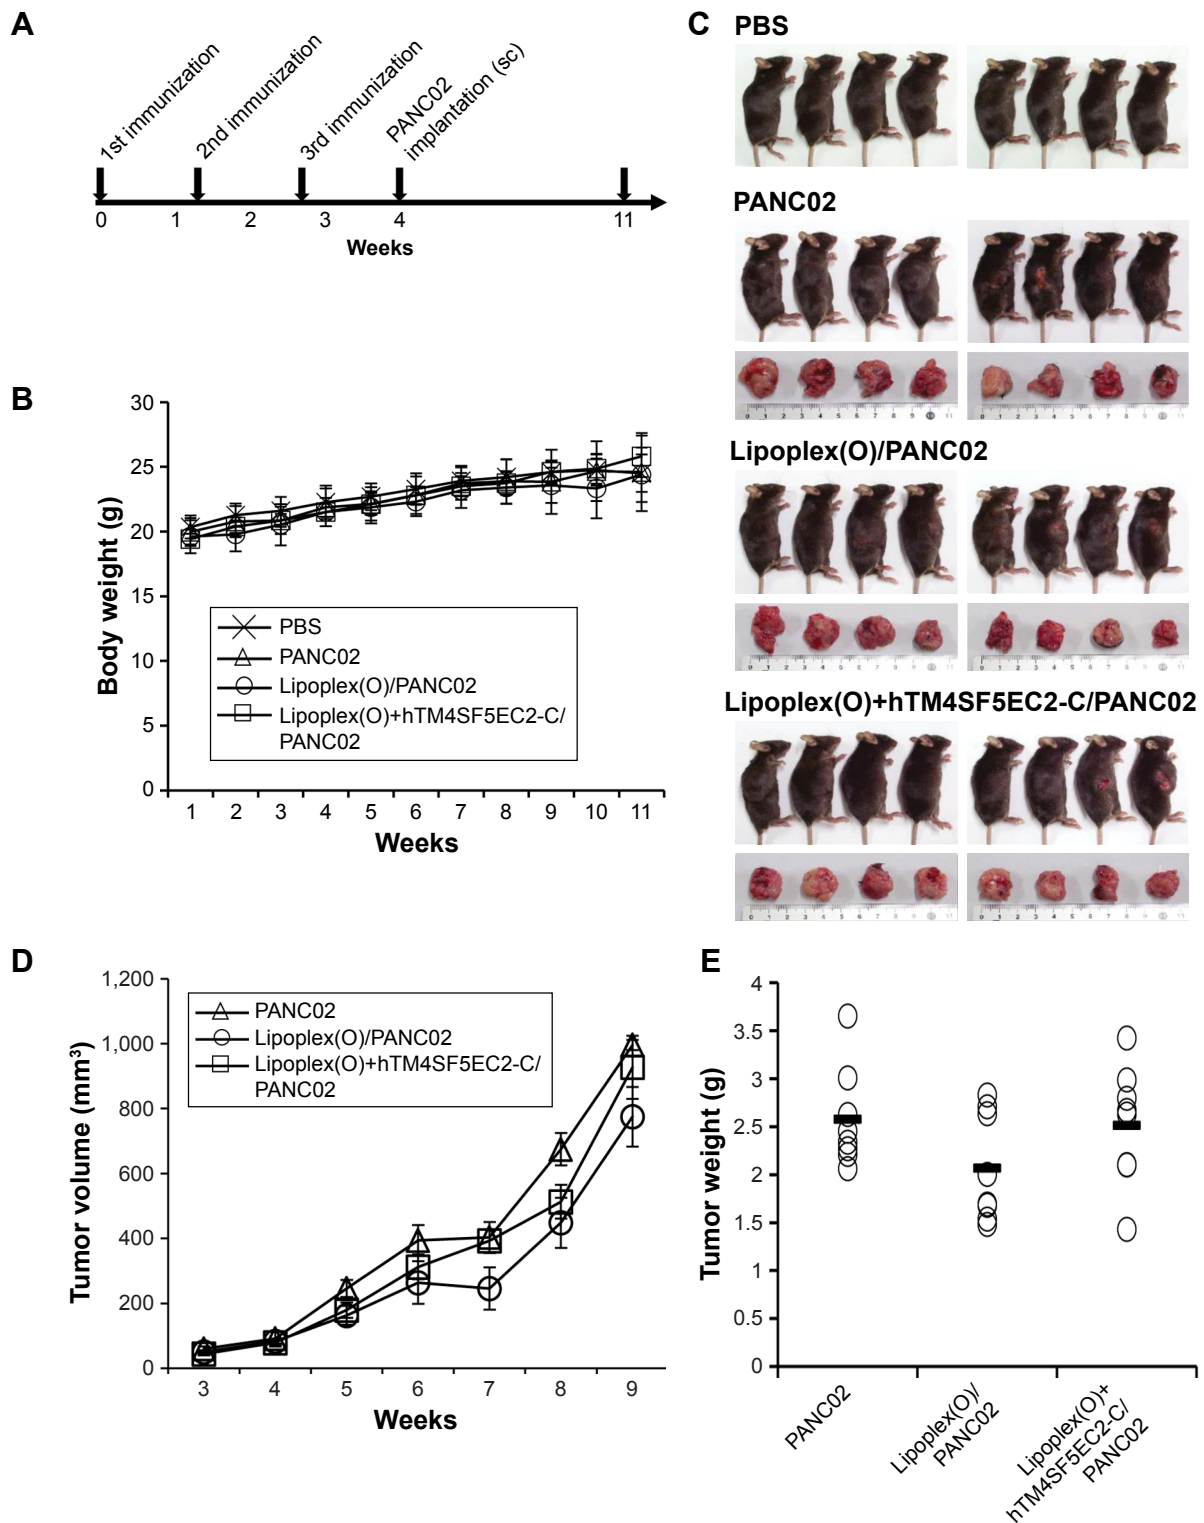 A
1st immunization
2nd immunization
3rd immunization
PANC02
implantation (sc)
0 1 2 3 4 11
Weeks
B
Body weight (g)
30
25
20
15
10
5
0
PBS
PANC02
Lipoplex(O)/PANC02
Lipoplex(O)+hTM4SF5EC2-C/
PANC02
1 2 3 4 5 6 7 8 9 10 11
Weeks
C
PBS
PANC02
Lipoplex(O)/PANC02
Lipoplex(O)+hTM4SF5EC2-C/PANC02
D
Tumor volume (mm³)
1,200
1,000
800
600
400
200
0
PANC02
Lipoplex(O)/PANC02
Lipoplex(O)+hTM4SF5EC2-C/
PANC02
3 4 5 6 7 8 9
Weeks
E
Tumor weight (g)
4
3.5
3
2.5
2
1.5
1
0.5
0
PANC02
Lipoplex(O)/
PANC02
Lipoplex(O)+
hTM4SF5EC2-C/
PANC02